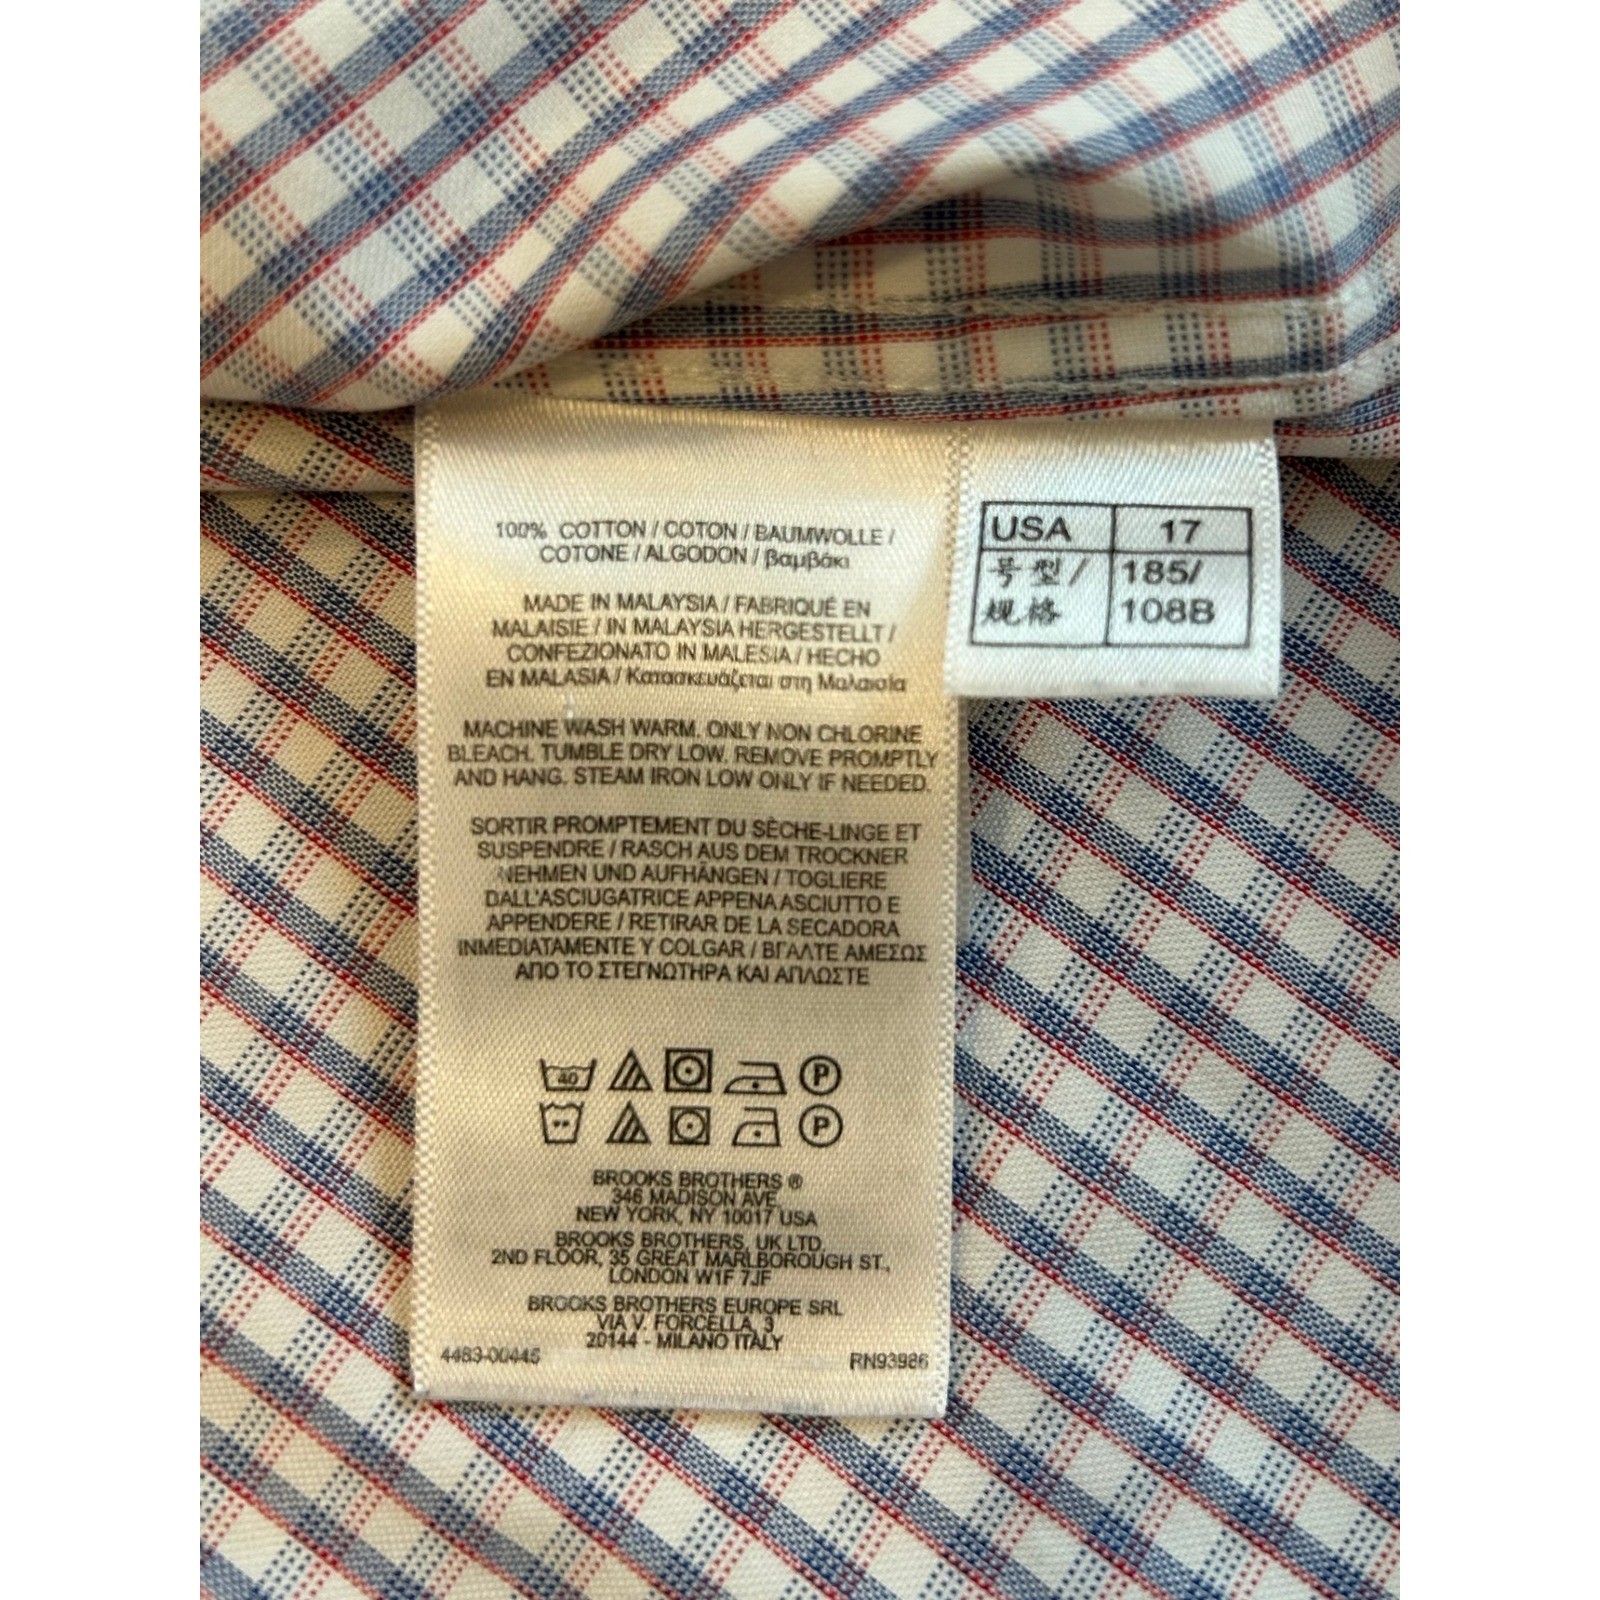 100% COTTON / COTON / BAUMWOLLE /
COTONE / ALGODON / βαμβάκι
MADE IN MALAYSIA / FABRIQUÉ EN
MALAISIE / IN MALAYSIA HERGESTELLT /
CONFEZIONATO IN MALESIA / HECHO
EN MALASIA / Κατασκευάζεται στη Μαλαισία
MACHINE WASH WARM. ONLY NON CHLORINE
BLEACH. TUMBLE DRY LOW. REMOVE PROMPTLY
AND HANG. STEAM IRON LOW ONLY IF NEEDED.
SORTIR PROMPTEMENT DU SÈCHE-LINGE ET
SUSPENDRE / RASCH AUS DEM TROCKNER
NEHMEN UND AUFHÄNGEN / TOGLIERE
DALL'ASCIUGATRICE APPENA ASCIUTTO E
APPENDERE / RETIRAR DE LA SECADORA
INMEDIATAMENTE Y COLGAR / ΒΓΑΛΤΕ ΑΜΕΣΩΣ
ΑΠΟ ΤΟ ΣΤΕΓΝΩΤΗΡΑ ΚΑΙ ΑΠΛΩΣΤΕ
40 P
P
BROOKS BROTHERS ®
346 MADISON AVE.
NEW YORK, NY 10017 USA
BROOKS BROTHERS, UK LTD.
2ND FLOOR, 35 GREAT MARLBOROUGH ST.,
LONDON W1F 7JF
BROOKS BROTHERS EUROPE SRL
VIA V. FORCELLA, 3
20144 - MILANO ITALY
4483-00445 RN93986
USA 17
号型/ 185/
规格 108B